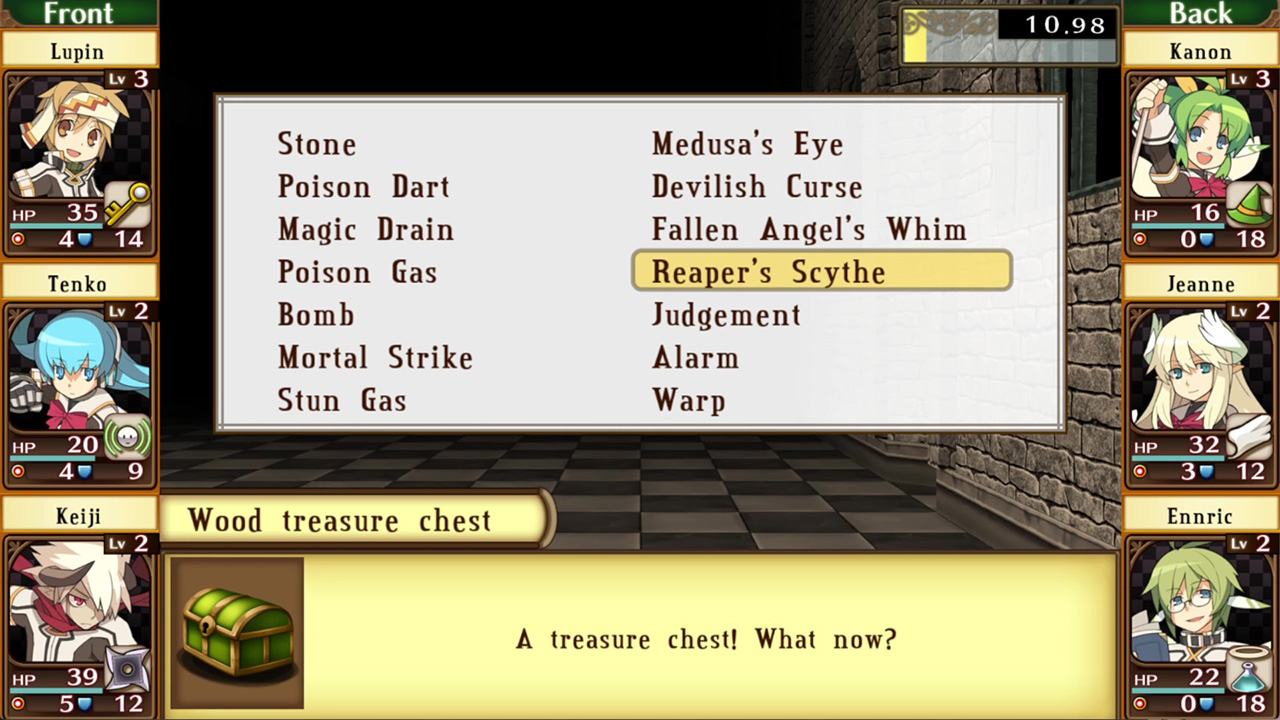 Front
Lupin
Lv 3
HP 35
4 14
Tenko
Lv 2
HP 20
4 9
Keiji
Lv 2
HP 39
5 12
10.98
Stone
Poison Dart
Magic Drain
Poison Gas
Bomb
Mortal Strike
Stun Gas
Medusa's Eye
Devilish Curse
Fallen Angel's Whim
Reaper's Scythe
Judgement
Alarm
Warp
Wood treasure chest
A treasure chest! What now?
Back
Kanon
Lv 3
HP 16
0 18
Jeanne
Lv 2
HP 32
3 12
Ennric
Lv 2
HP 22
0 18